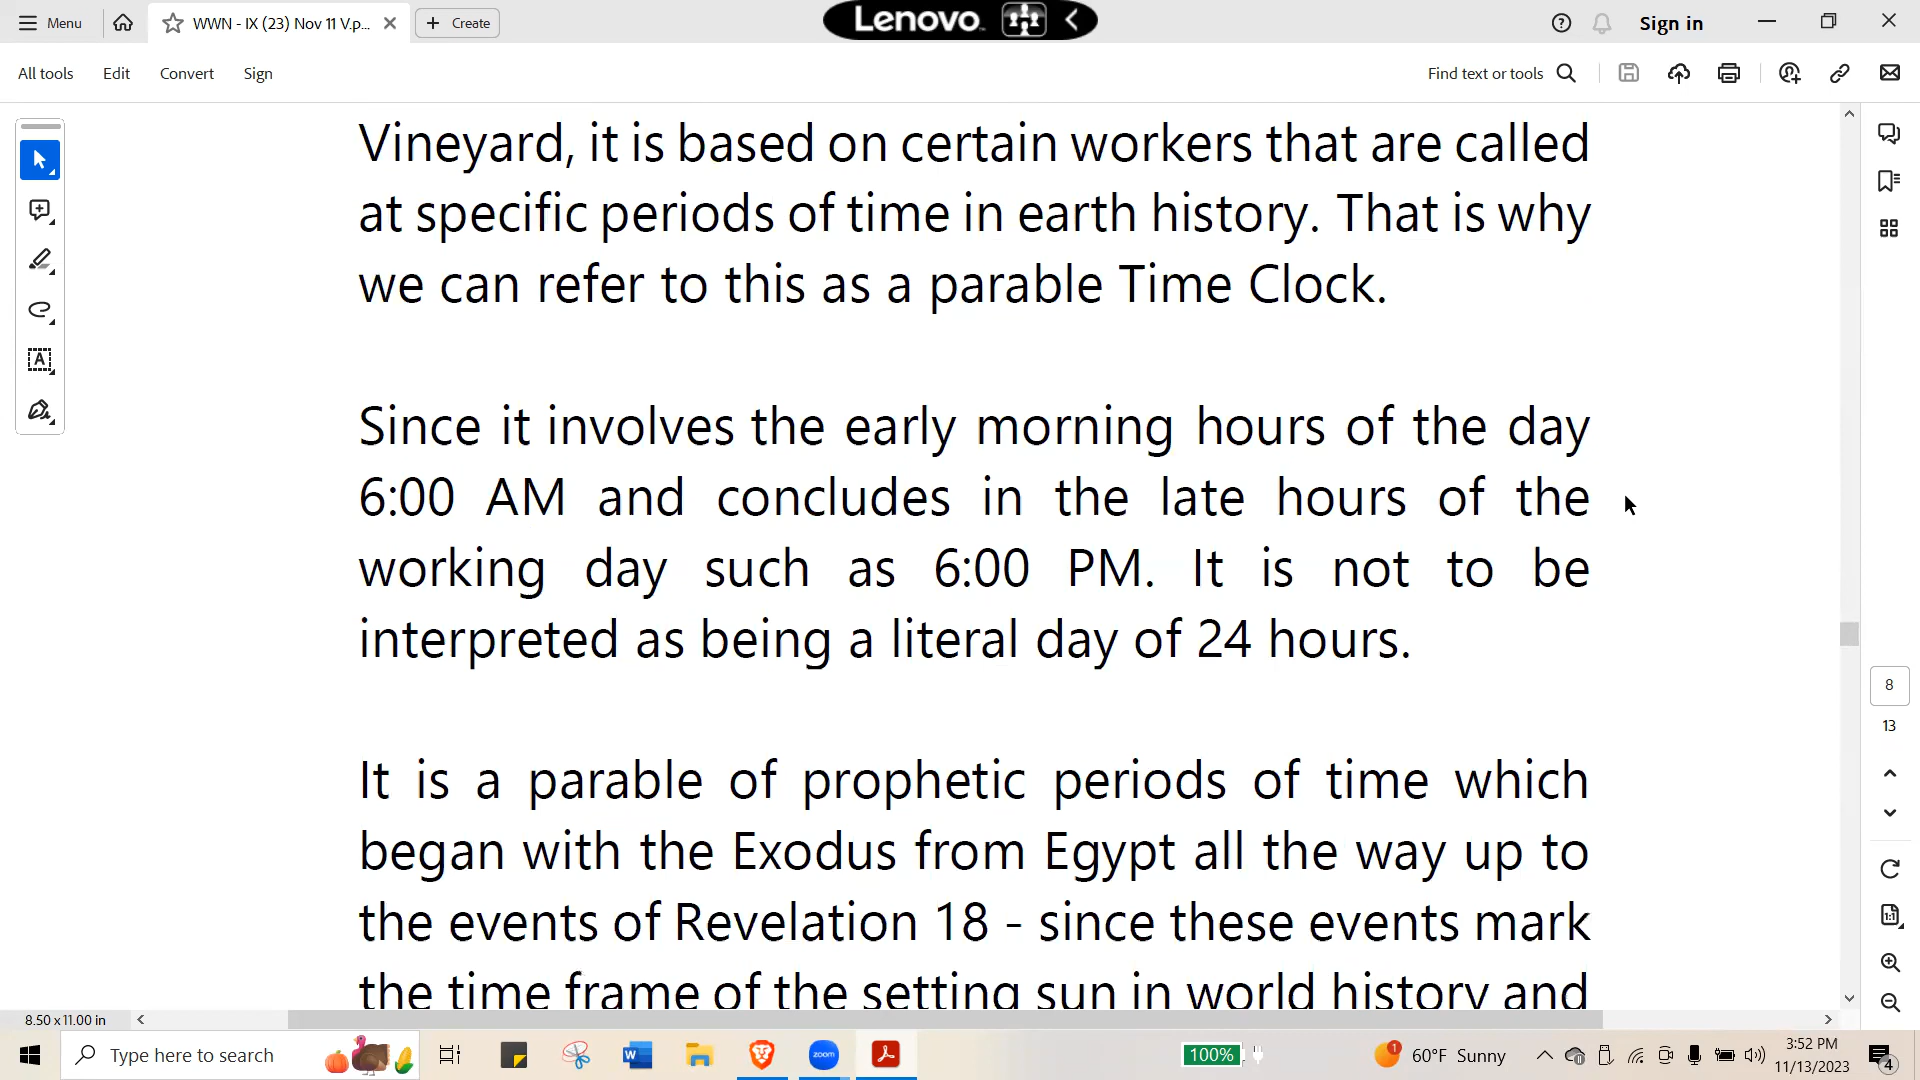 Menu
WWN - IX (23) Nov 11 V.p...
Create
Lenovo
Sign in
All tools
Edit
Convert
Sign
Find text or tools
Vineyard, it is based on certain workers that are called
at specific periods of time in earth history. That is why
we can refer to this as a parable Time Clock.
Since it involves the early morning hours of the day
6:00 AM and concludes in the late hours of the
working day such as 6:00 PM. It is not to be
interpreted as being a literal day of 24 hours.
It is a parable of prophetic periods of time which
began with the Exodus from Egypt all the way up to
the events of Revelation 18 - since these events mark
the time frame of the setting sun in world history and
8
13
8.50 x 11.00 in
Type here to search
W
zoom
100%
1
60°F Sunny
3:52 PM
11/13/2023
4